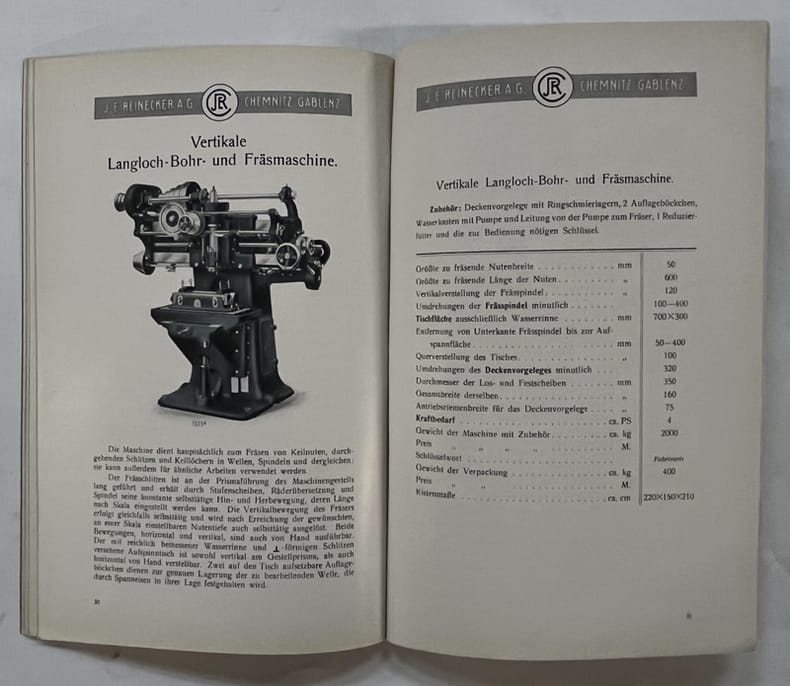 J. E. REINECKER A.G. JRC CHEMNITZ GABLENZ
Vertikale
Langloch-Bohr- und Fräsmaschine.
Die Maschine dient hauptsächlich zum Fräsen von Keilnuten, durch-
gehenden Schlitzen und Keillöchern in Wellen, Spindeln und dergleichen;
sie kann außerdem für ähnliche Arbeiten verwendet werden.
Der Frässchlitten ist an der Prismaführung des Maschinengestells
lang geführt und erhält durch Stufenscheiben, Räderübersetzung und
Spindel seine konstante selbsttätige Hin- und Herbewegung, deren Länge
nach Skala eingestellt werden kann. Die Vertikalbewegung des Fräsers
erfolgt gleichfalls selbsttätig und wird nach Erreichung der gewünschten,
an einer Skala einstellbaren Nutentiefe auch selbsttätig ausgelöst. Beide
Bewegungen, horizontal und vertikal, sind auch von Hand ausführbar.
Der mit reichlich bemessener Wasserrinne und ⊥-förmigen Schlitzen
versehene Aufspanntisch ist sowohl vertikal am Gestellprisma, als auch
horizontal von Hand verstellbar. Zwei auf den Tisch aufsetzbare Auflage-
böckchen dienen zur genauen Lagerung der zu bearbeitenden Welle, die
durch Spanneisen in ihrer Lage festgehalten wird.
J. E. REINECKER A.G. JRC CHEMNITZ GABLENZ
Vertikale Langloch-Bohr- und Fräsmaschine.
Zubehör: Deckenvorgelege mit Ringschmierlagern, 2 Auflageböckchen,
Wasserkasten mit Pumpe und Leitung von der Pumpe zum Fräser, 1 Reduzier-
futter und die zur Bedienung nötigen Schlüssel.
Größte zu fräsende Nutenbreite . . . . . . . . . . . . mm 50
Größte zu fräsende Länge der Nuten. . . . . . . . . . „ 600
Vertikalverstellung der Frässpindel. . . . . . . . . . . „ 120
Umdrehungen der Frässpindel minutlich . . . . . . . . 100—400
Tischfläche ausschließlich Wasserrinne . . . . . . . . mm 700×300
Entfernung von Unterkante Frässpindel bis zur Auf-
spannfläche. . . . . . . . . . . . . . . . . . . . mm 50—400
Querverstellung des Tisches. . . . . . . . . . . . . . „ 100
Umdrehungen des Deckenvorgeleges minutlich . . . . 320
Durchmesser der Los- und Festscheiben . . . . . . . mm 350
Gesamtbreite derselben. . . . . . . . . . . . . . . . „ 160
Antriebsriemenbreite für das Deckenvorgelege . . . . „ 75
Kraftbedarf . . . . . . . . . . . . . . . . . . . . ca. PS 4
Gewicht der Maschine mit Zubehör. . . . . . . . . . ca. kg 2000
Preis „ „ „ „ . . . . . . . . . . M.
Schlüsselwort . . . . . . . . . . . . . . . . . . . .
Gewicht der Verpackung . . . . . . . . . . . . . . ca. kg 400
Preis „ „ . . . . . . . . . . . . . . M.
Kistenmaße. . . . . . . . . . . . . . . . . . . . ca. cm 220×150×210